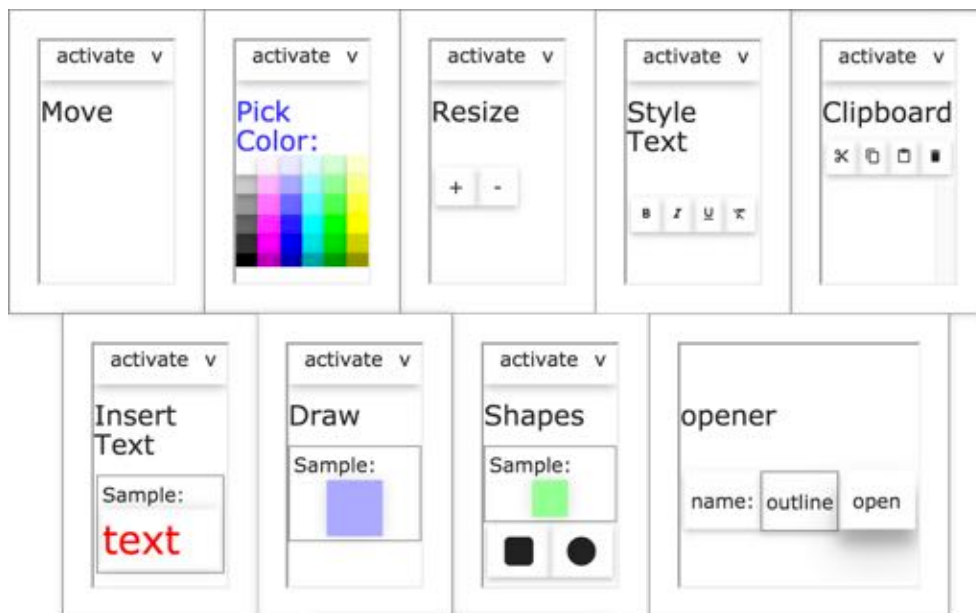 activate v
Move
activate v
Pick
Color:
activate v
Resize
+ -
activate v
Style
Text
B I U
activate v
Clipboard
activate v
Insert
Text
Sample:
text
activate v
Draw
Sample:
activate v
Shapes
Sample:
opener
name: outline open